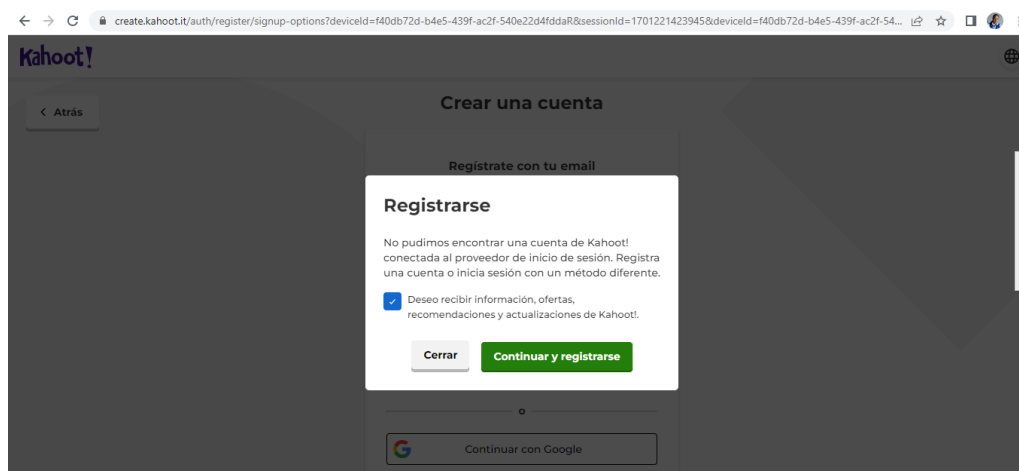 create.kahoot.it/auth/register/signup-options?deviceId=f40db72d-b4e5-439f-ac2f-540e22d4fddaR&sessionId=1701221423945&deviceId=f40db72d-b4e5-439f-ac2f-54...
Kahoot!
Atrás
Crear una cuenta
Regístrate con tu email
Registrarse
No pudimos encontrar una cuenta de Kahoot!
conectada al proveedor de inicio de sesión. Registra
una cuenta o inicia sesión con un método diferente.
Deseo recibir información, ofertas,
recomendaciones y actualizaciones de Kahoot!.
Cerrar
Continuar y registrarse
o
Continuar con Google